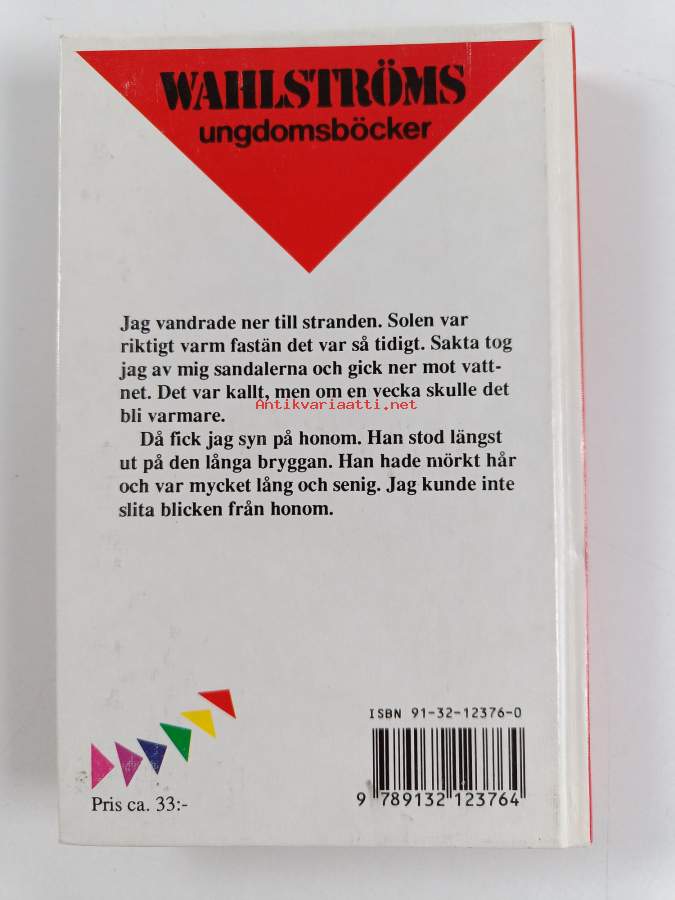 WAHLSTRÖMS
ungdomsböcker
Jag vandrade ner till stranden. Solen var
riktigt varm fastän det var så tidigt. Sakta tog
jag av mig sandalerna och gick ner mot vatt-
net. Det var kallt, men om en vecka skulle det
bli varmare.
Antikvariaatti.net
Då fick jag syn på honom. Han stod längst
ut på den långa bryggan. Han hade mörkt hår
och var mycket lång och senig. Jag kunde inte
slita blicken från honom.
ISBN 91-32-12376-0
9 789132 123764
Pris ca. 33:-